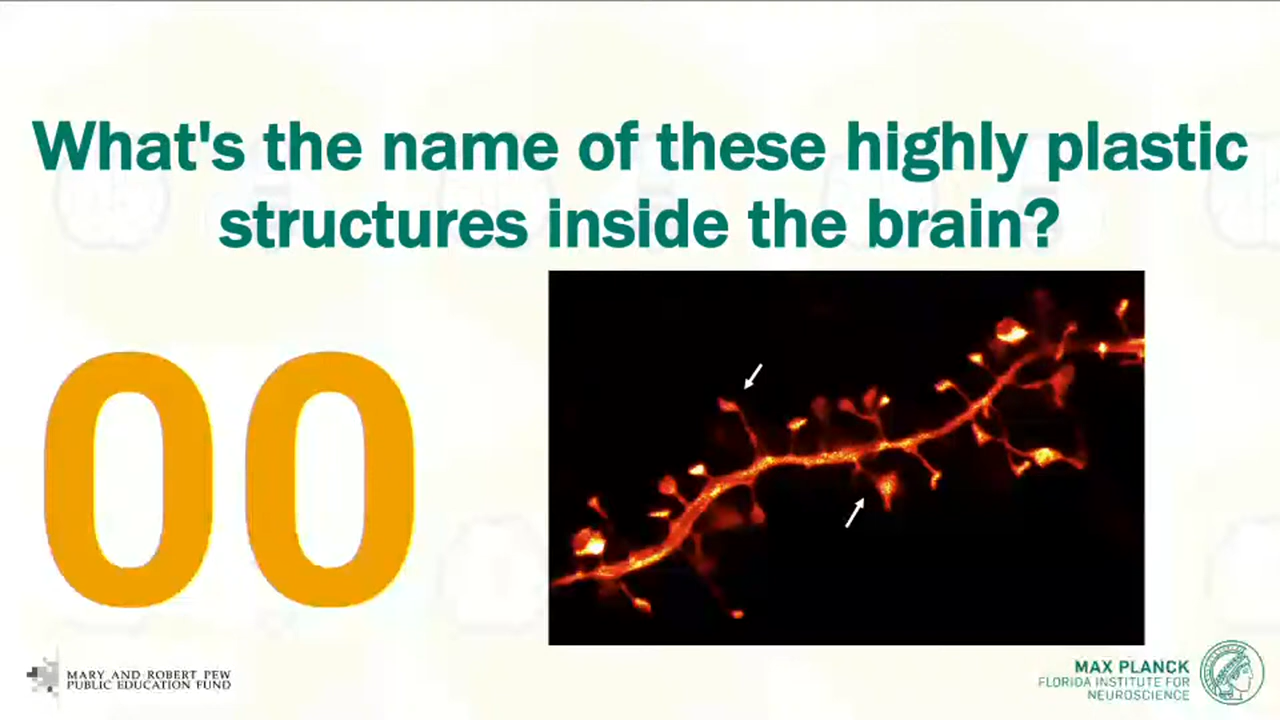 What's the name of these highly plastic
structures inside the brain?
00
MARY AND ROBERT PEW
PUBLIC EDUCATION FUND
MAX PLANCK
FLORIDA INSTITUTE FOR
NEUROSCIENCE